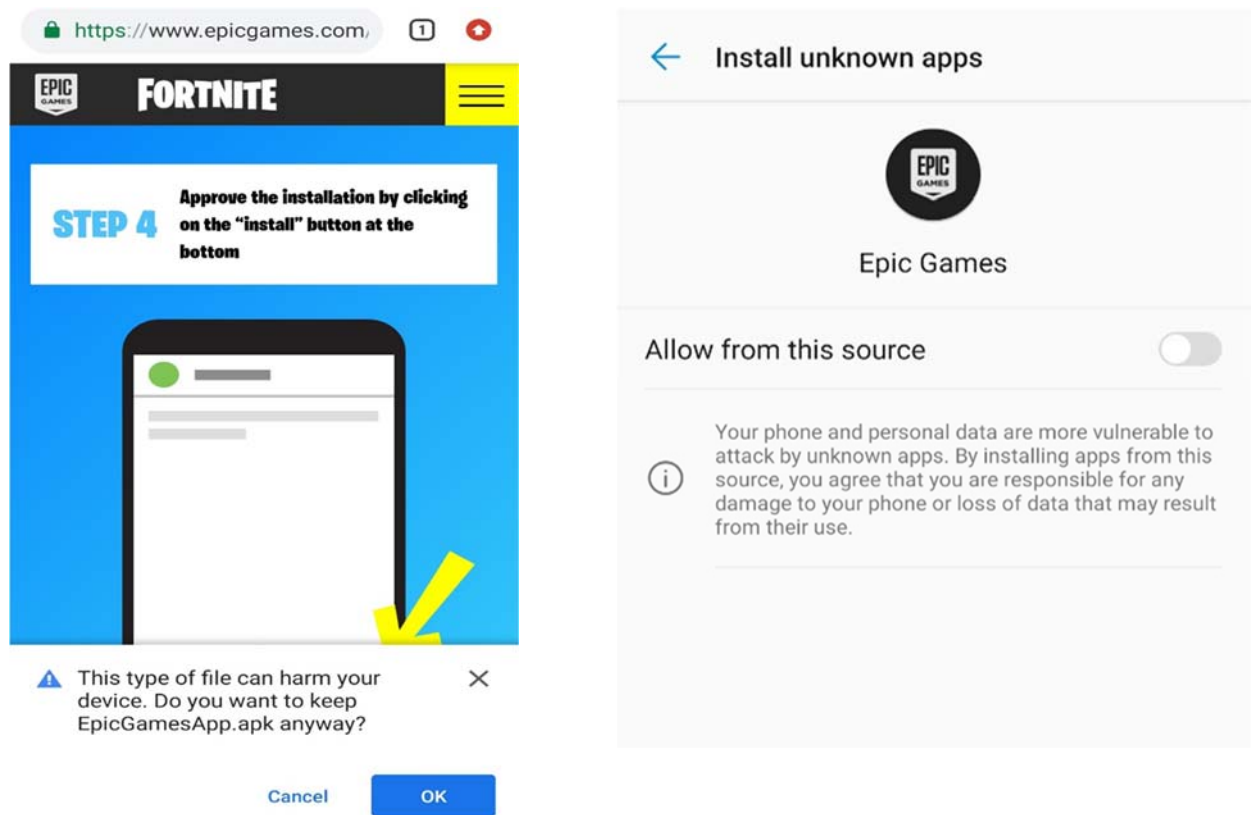 https://www.epicgames.com/
1
EPIC
GAMES
FORTNITE
STEP 4
Approve the installation by clicking
on the “install” button at the
bottom
This type of file can harm your
device. Do you want to keep
EpicGamesApp.apk anyway?
Cancel
OK
Install unknown apps
EPIC
GAMES
Epic Games
Allow from this source
Your phone and personal data are more vulnerable to
attack by unknown apps. By installing apps from this
source, you agree that you are responsible for any
damage to your phone or loss of data that may result
from their use.